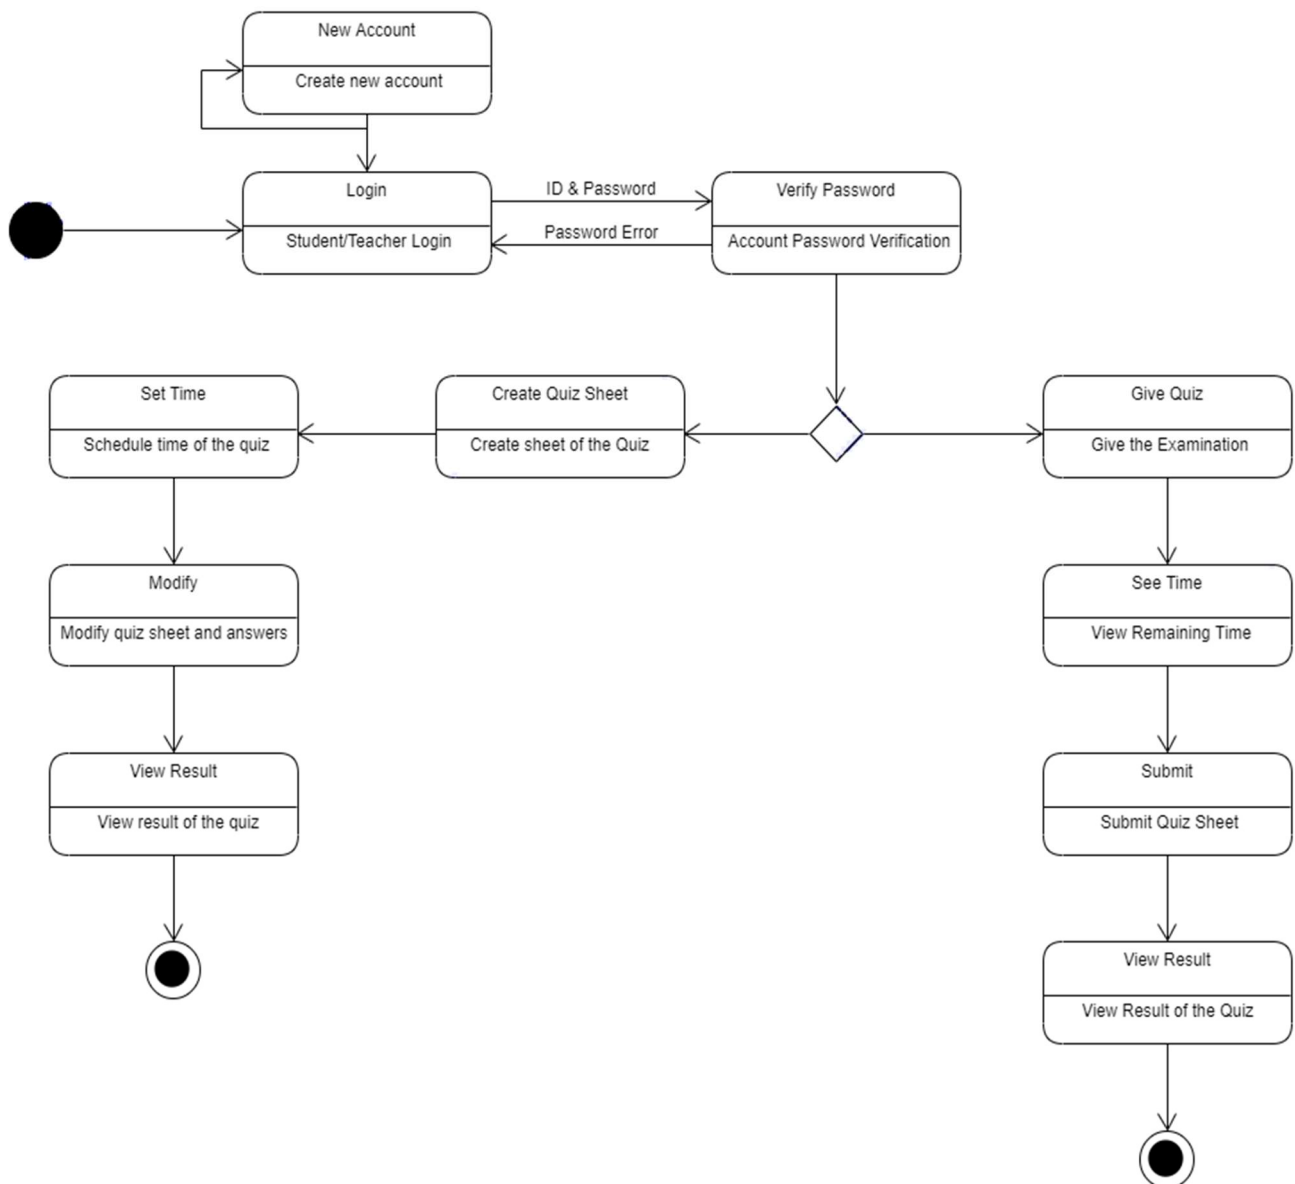 New Account
Create new account
Login
Student/Teacher Login
ID & Password
Password Error
Verify Password
Account Password Verification
Set Time
Schedule time of the quiz
Create Quiz Sheet
Create sheet of the Quiz
Give Quiz
Give the Examination
Modify
Modify quiz sheet and answers
See Time
View Remaining Time
View Result
View result of the quiz
Submit
Submit Quiz Sheet
View Result
View Result of the Quiz